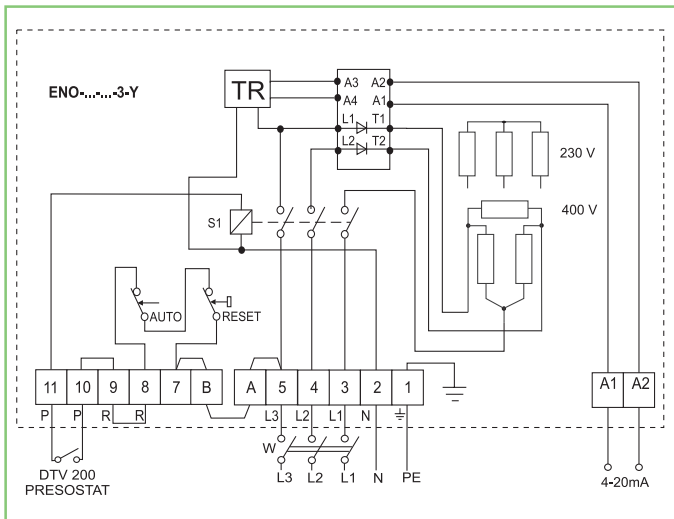 ENO-...-...-3-Y
TR
A3 A2
A4 A1
L1 T1
L2 T2
230 V
400 V
S1
AUTO
RESET
11 10 9 8 7 B A 5 4 3 2 1
A1 A2
P P R R L3 L2 L1 N
W
DTV 200
PRESOSTAT
L3 L2 L1 N PE
4-20mA